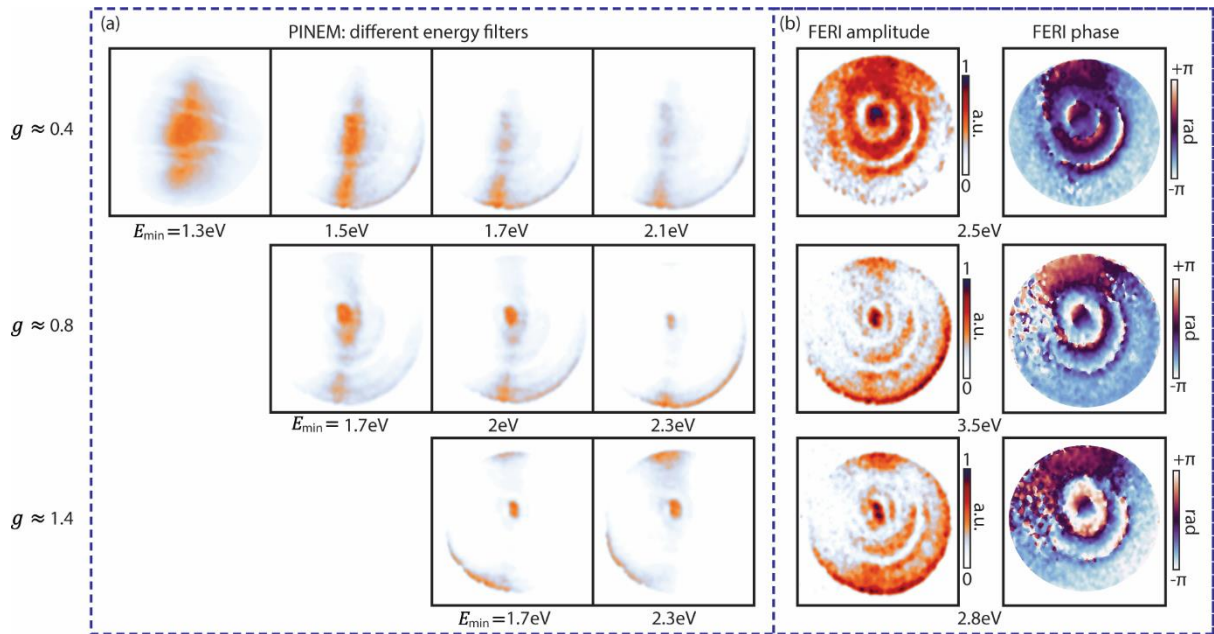 (a)
PINEM: different energy filters
(b)
FERI amplitude
FERI phase
g ≈ 0.4
1
a.u.
0
+π
rad
-π
E_min=1.3eV
1.5eV
1.7eV
2.1eV
2.5eV
g ≈ 0.8
1
a.u.
0
+π
rad
-π
E_min=1.7eV
2eV
2.3eV
3.5eV
g ≈ 1.4
1
a.u.
0
+π
rad
-π
E_min=1.7eV
2.3eV
2.8eV